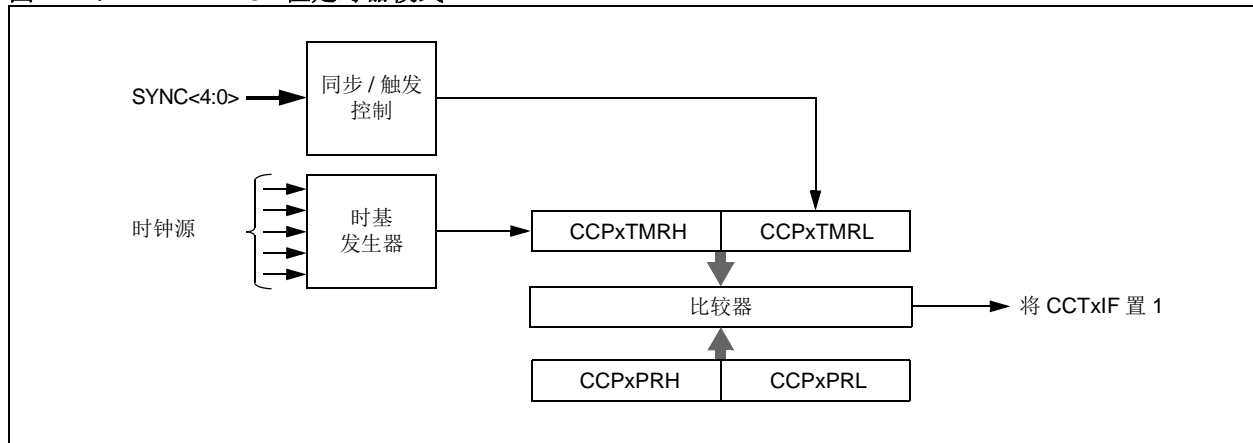 SYNC<4:0>
同步 / 触发
控制
时钟源
时基
发生器
CCPxTMRH
CCPxTMRL
比较器
将 CCTxIF 置 1
CCPxPRH
CCPxPRL